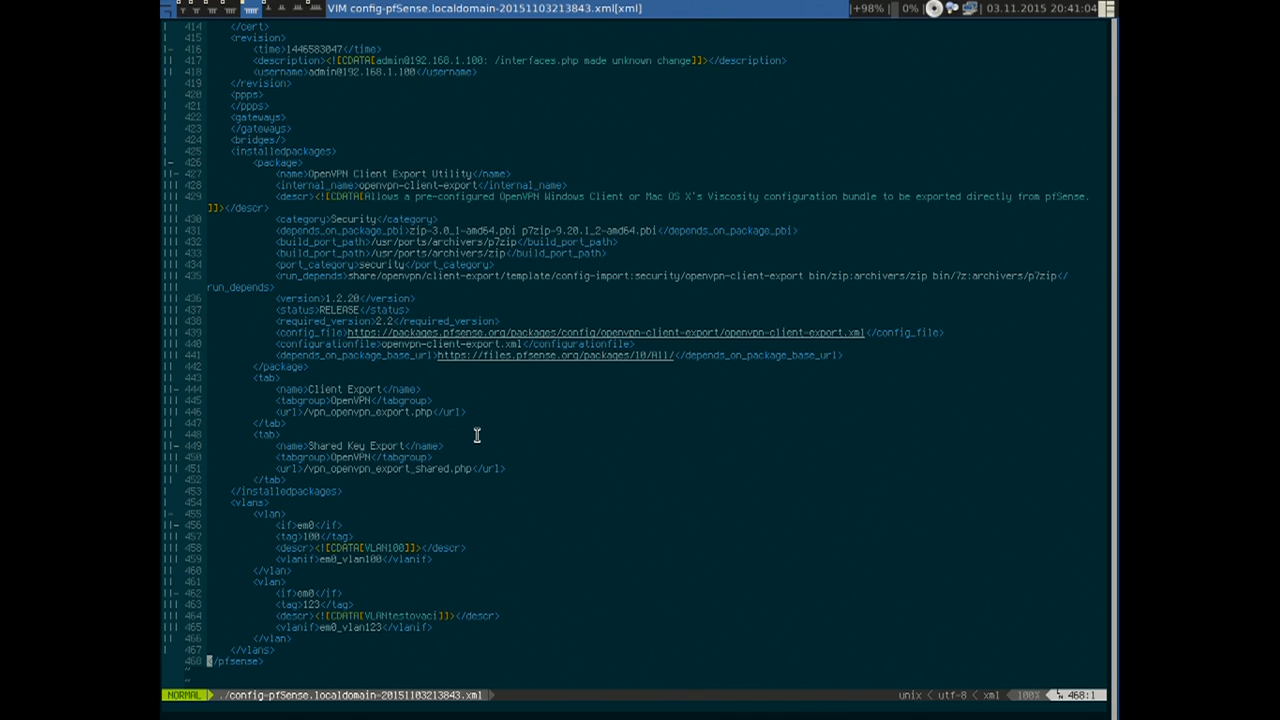 VIM config-pfSense.localdomain-20151103213843.xml[xml]
+98% 0% 03.11.2015 20:41:04
414 </cert>
415 <revision>
416 <time>1446583047</time>
417 <description><![CDATA[admin@192.168.1.100: /interfaces.php made unknown change]]></description>
418 <username>admin@192.168.1.100</username>
419 </revision>
420 <ppps>
421 </ppps>
422 <gateways>
423 </gateways>
424 <bridges/>
425 <installedpackages>
426 <package>
427 <name>OpenVPN Client Export Utility</name>
428 <internal_name>openvpn-client-export</internal_name>
429 <descr><![CDATA[Allows a pre-configured OpenVPN Windows Client or Mac OS X's Viscosity configuration bundle to be exported directly from pfSense.
]]></descr>
430 <category>Security</category>
431 <depends_on_package_pbi>zip-3.0_1-amd64.pbi p7zip-9.20.1_2-amd64.pbi</depends_on_package_pbi>
432 <build_port_path>/usr/ports/archivers/p7zip</build_port_path>
433 <build_port_path>/usr/ports/archivers/zip</build_port_path>
434 <port_category>security</port_category>
435 <run_depends>share/openvpn/client-export/template/config-import:security/openvpn-client-export bin/zip:archivers/zip bin/7z:archivers/p7zip</
run_depends>
436 <version>1.2.20</version>
437 <status>RELEASE</status>
438 <required_version>2.2</required_version>
439 <config_file>https://packages.pfsense.org/packages/config/openvpn-client-export/openvpn-client-export.xml</config_file>
440 <configurationfile>openvpn-client-export.xml</configurationfile>
441 <depends_on_package_base_url>https://files.pfsense.org/packages/10/All/</depends_on_package_base_url>
442 </package>
443 <tab>
444 <name>Client Export</name>
445 <tabgroup>OpenVPN</tabgroup>
446 <url>/vpn_openvpn_export.php</url>
447 </tab>
448 <tab>
449 <name>Shared Key Export</name>
450 <tabgroup>OpenVPN</tabgroup>
451 <url>/vpn_openvpn_export_shared.php</url>
452 </tab>
453 </installedpackages>
454 <vlans>
455 <vlan>
456 <if>em0</if>
457 <tag>100</tag>
458 <descr><![CDATA[VLAN100]]></descr>
459 <vlanif>em0_vlan100</vlanif>
460 </vlan>
461 <vlan>
462 <if>em0</if>
463 <tag>123</tag>
464 <descr><![CDATA[VLANtestovaci]]></descr>
465 <vlanif>em0_vlan123</vlanif>
466 </vlan>
467 </vlans>
468 </pfsense>
~
~
NORMAL ./config-pfSense.localdomain-20151103213843.xml unix < utf-8 < xml 100% 468:1